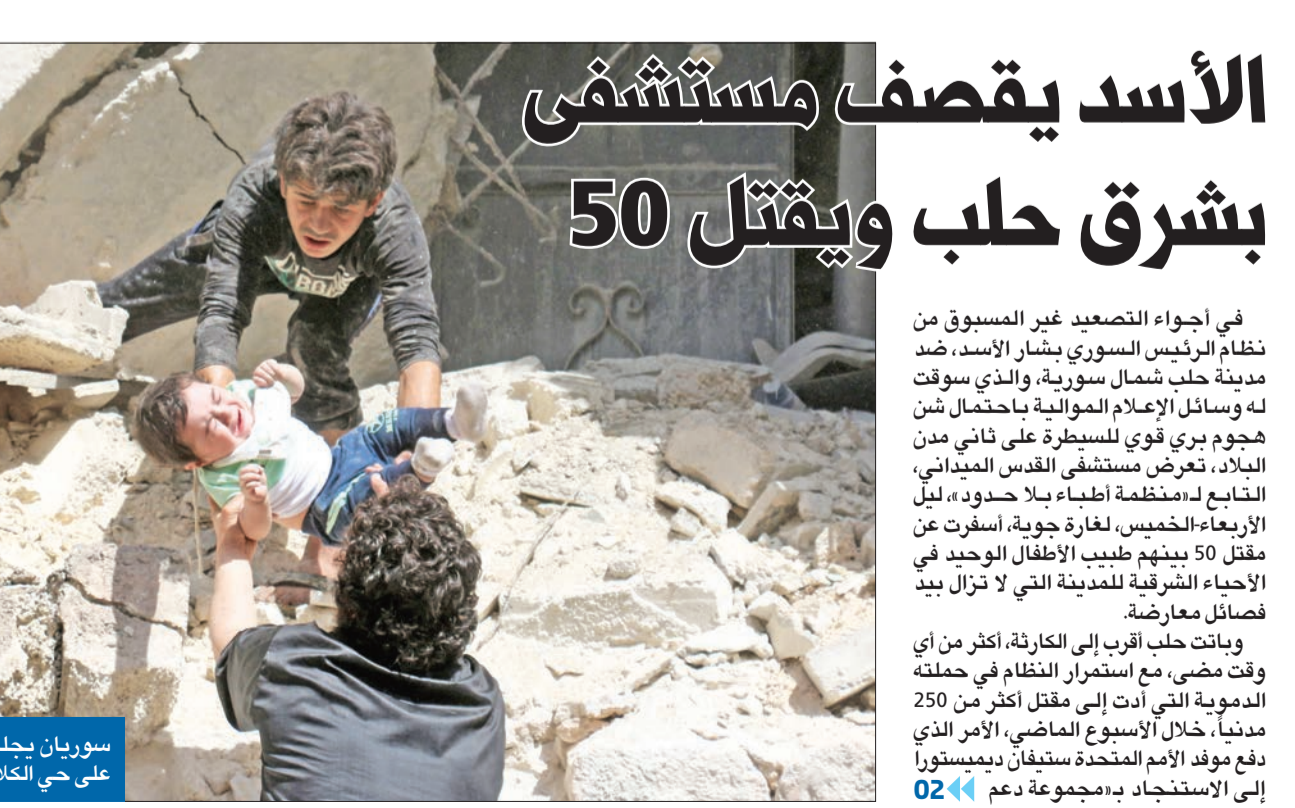 الأسد يقصف مستشفى
بشرق حلب ويقتل 50
في أجواء التصعيد غير المسبوق من
نظام الرئيس السوري بشار الأسد، ضد
مدينة حلب شمال سورية، والذي سوقت
له وسائل الإعلام الموالية باحتمال شن
هجوم بري قوي للسيطرة على ثاني مدن
البلاد، تعرض مستشفى القدس الميداني،
التابع لـ«منظمة أطباء بلا حدود»، ليل
الأربعاء-الخميس، لغارة جوية، أسفرت عن
مقتل 50 بينهم طبيب الأطفال الوحيد في
الأحياء الشرقية للمدينة التي لا تزال بيد
فصائل معارضة.
وباتت حلب أقرب إلى الكارثة، أكثر من أي
وقت مضى، مع استمرار النظام في حملته
الدموية التي أدت إلى مقتل أكثر من 250
مدنياً، خلال الأسبوع الماضي، الأمر الذي
دفع موفد الأمم المتحدة ستيفان ديميستورا
إلى الاستنجاد بـ«مجموعة دعم 02
سوريان يجل
على حي الكلا